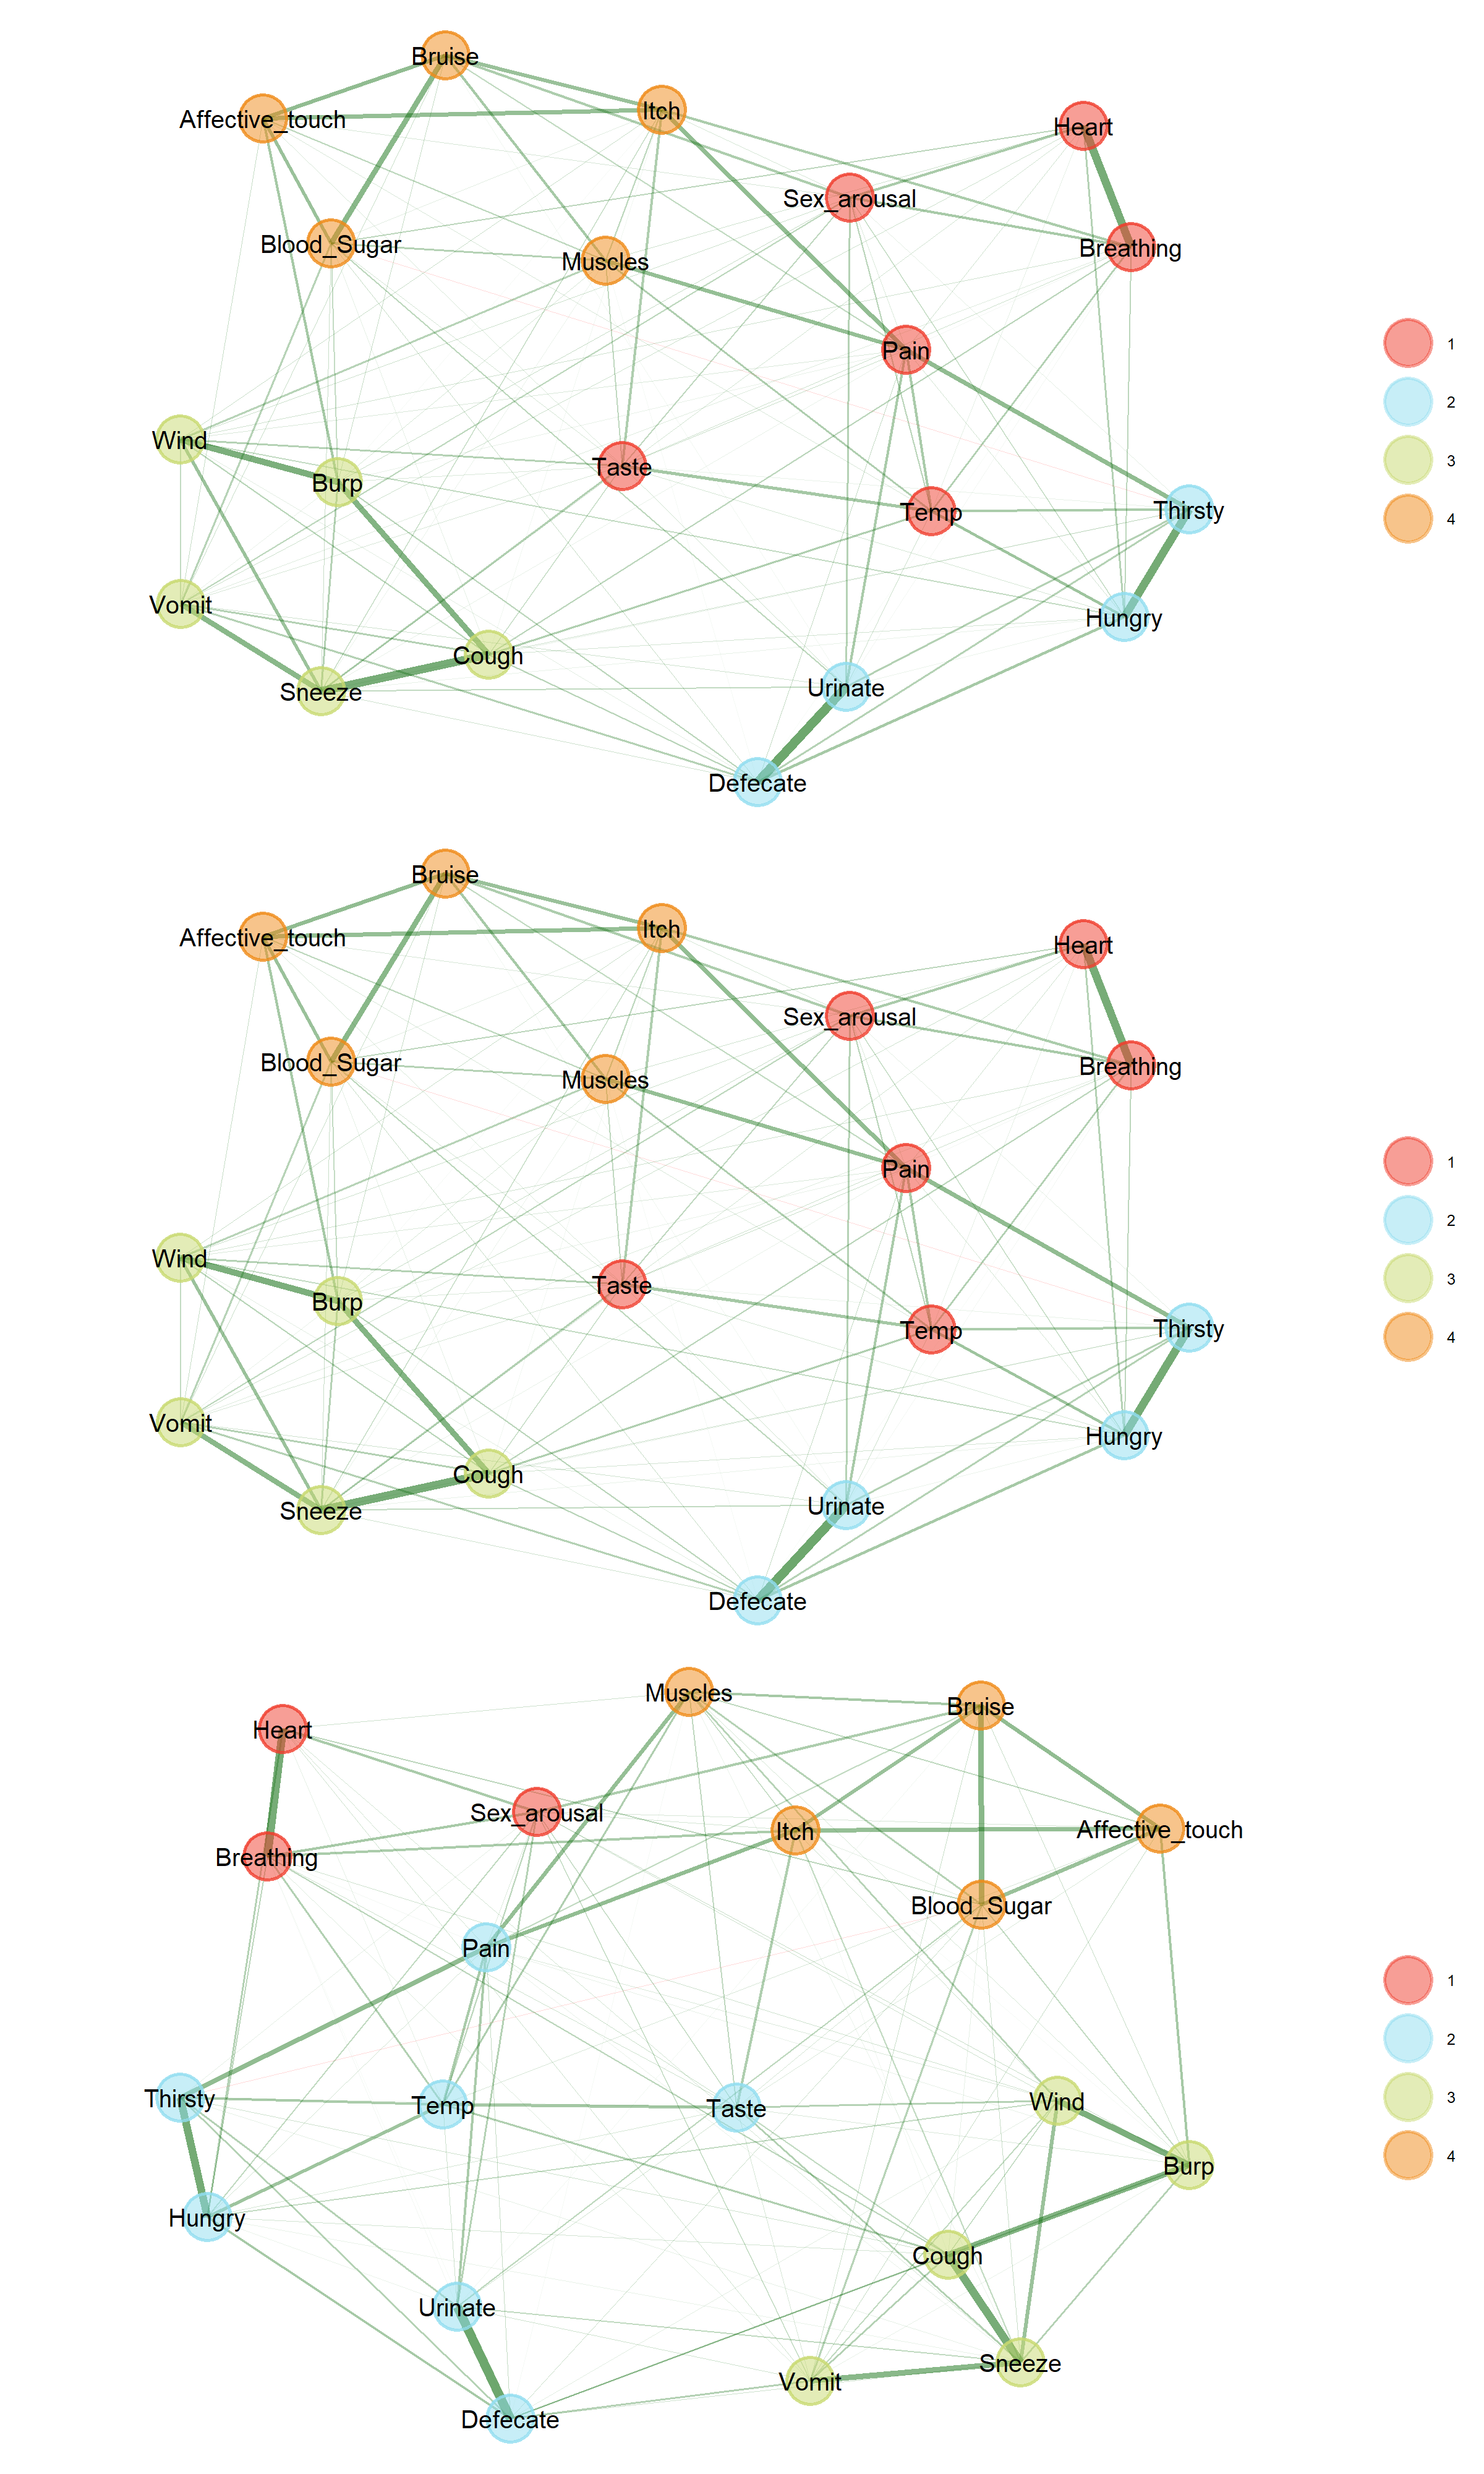 Bruise
Affective_touch
Itch
Heart
Sex_arousal
Blood_Sugar
Muscles
Breathing
1
Pain
2
Wind
Taste
3
Burp
Temp
Thirsty
4
Vomit
Hungry
Cough
Sneeze
Urinate
Defecate
Bruise
Affective_touch
Itch
Heart
Sex_arousal
Blood_Sugar
Muscles
Breathing
1
Pain
2
Wind
Taste
3
Burp
Temp
Thirsty
4
Vomit
Hungry
Cough
Sneeze
Urinate
Defecate
Muscles
Bruise
Heart
Sex_arousal
Itch
Affective_touch
Breathing
Blood_Sugar
Pain
1
2
Thirsty
Temp
Taste
Wind
3
Burp
4
Hungry
Cough
Urinate
Sneeze
Vomit
Defecate